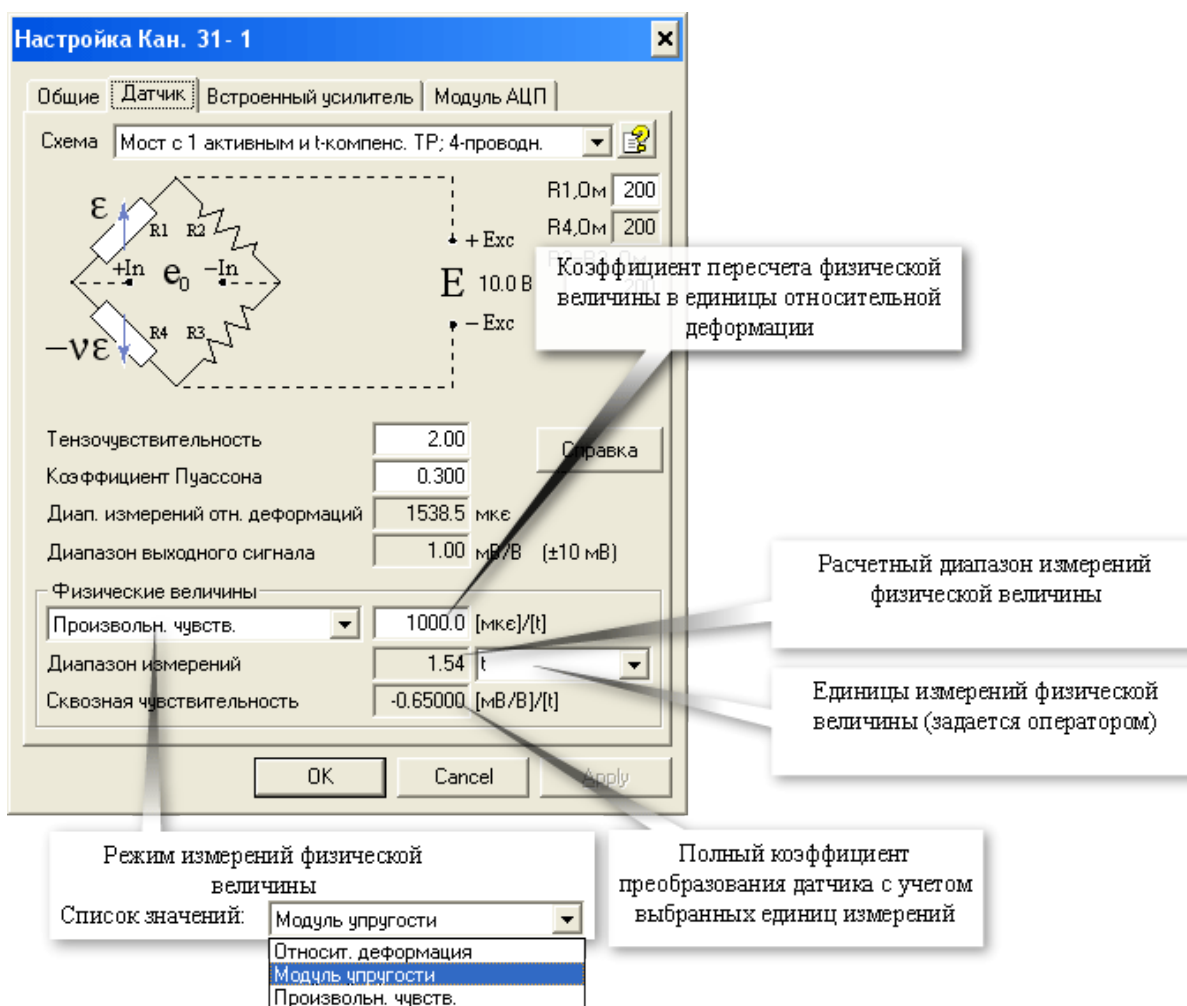 Настройка Кан. 31- 1
Общие Датчик Встроенный усилитель Модуль АЦП
Схема Мост с 1 активным и t-компенс. ТР; 4-проводн.
R1,Ом 200
R4,Ом 200
ε
R1 R2
+In e0 -In
R4 R3
−νε
+ Exc
E 10.0 В
− Exc
Коэффициент пересчета физической
величины в единицы относительной
деформации
Тензочувствительность 2.00
Справка
Коэффициент Пуассона 0.300
Диап. измерений отн. деформаций 1538.5 мкє
Диапазон выходного сигнала 1.00 мВ/В (±10 мВ)
Физические величины
Произвольн. чувств. 1000.0 [мкє]/[t]
Диапазон измерений 1.54 t
Сквозная чувствительность -0.65000 [мВ/В]/[t]
OK Cancel Apply
Расчетный диапазон измерений
физической величины
Единицы измерений физической
величины (задается оператором)
Режим измерений физической
величины
Список значений: Модуль упругости
Относит. деформация
Модуль упругости
Произвольн. чувств.
Полный коэффициент
преобразования датчика с учетом
выбранных единиц измерений